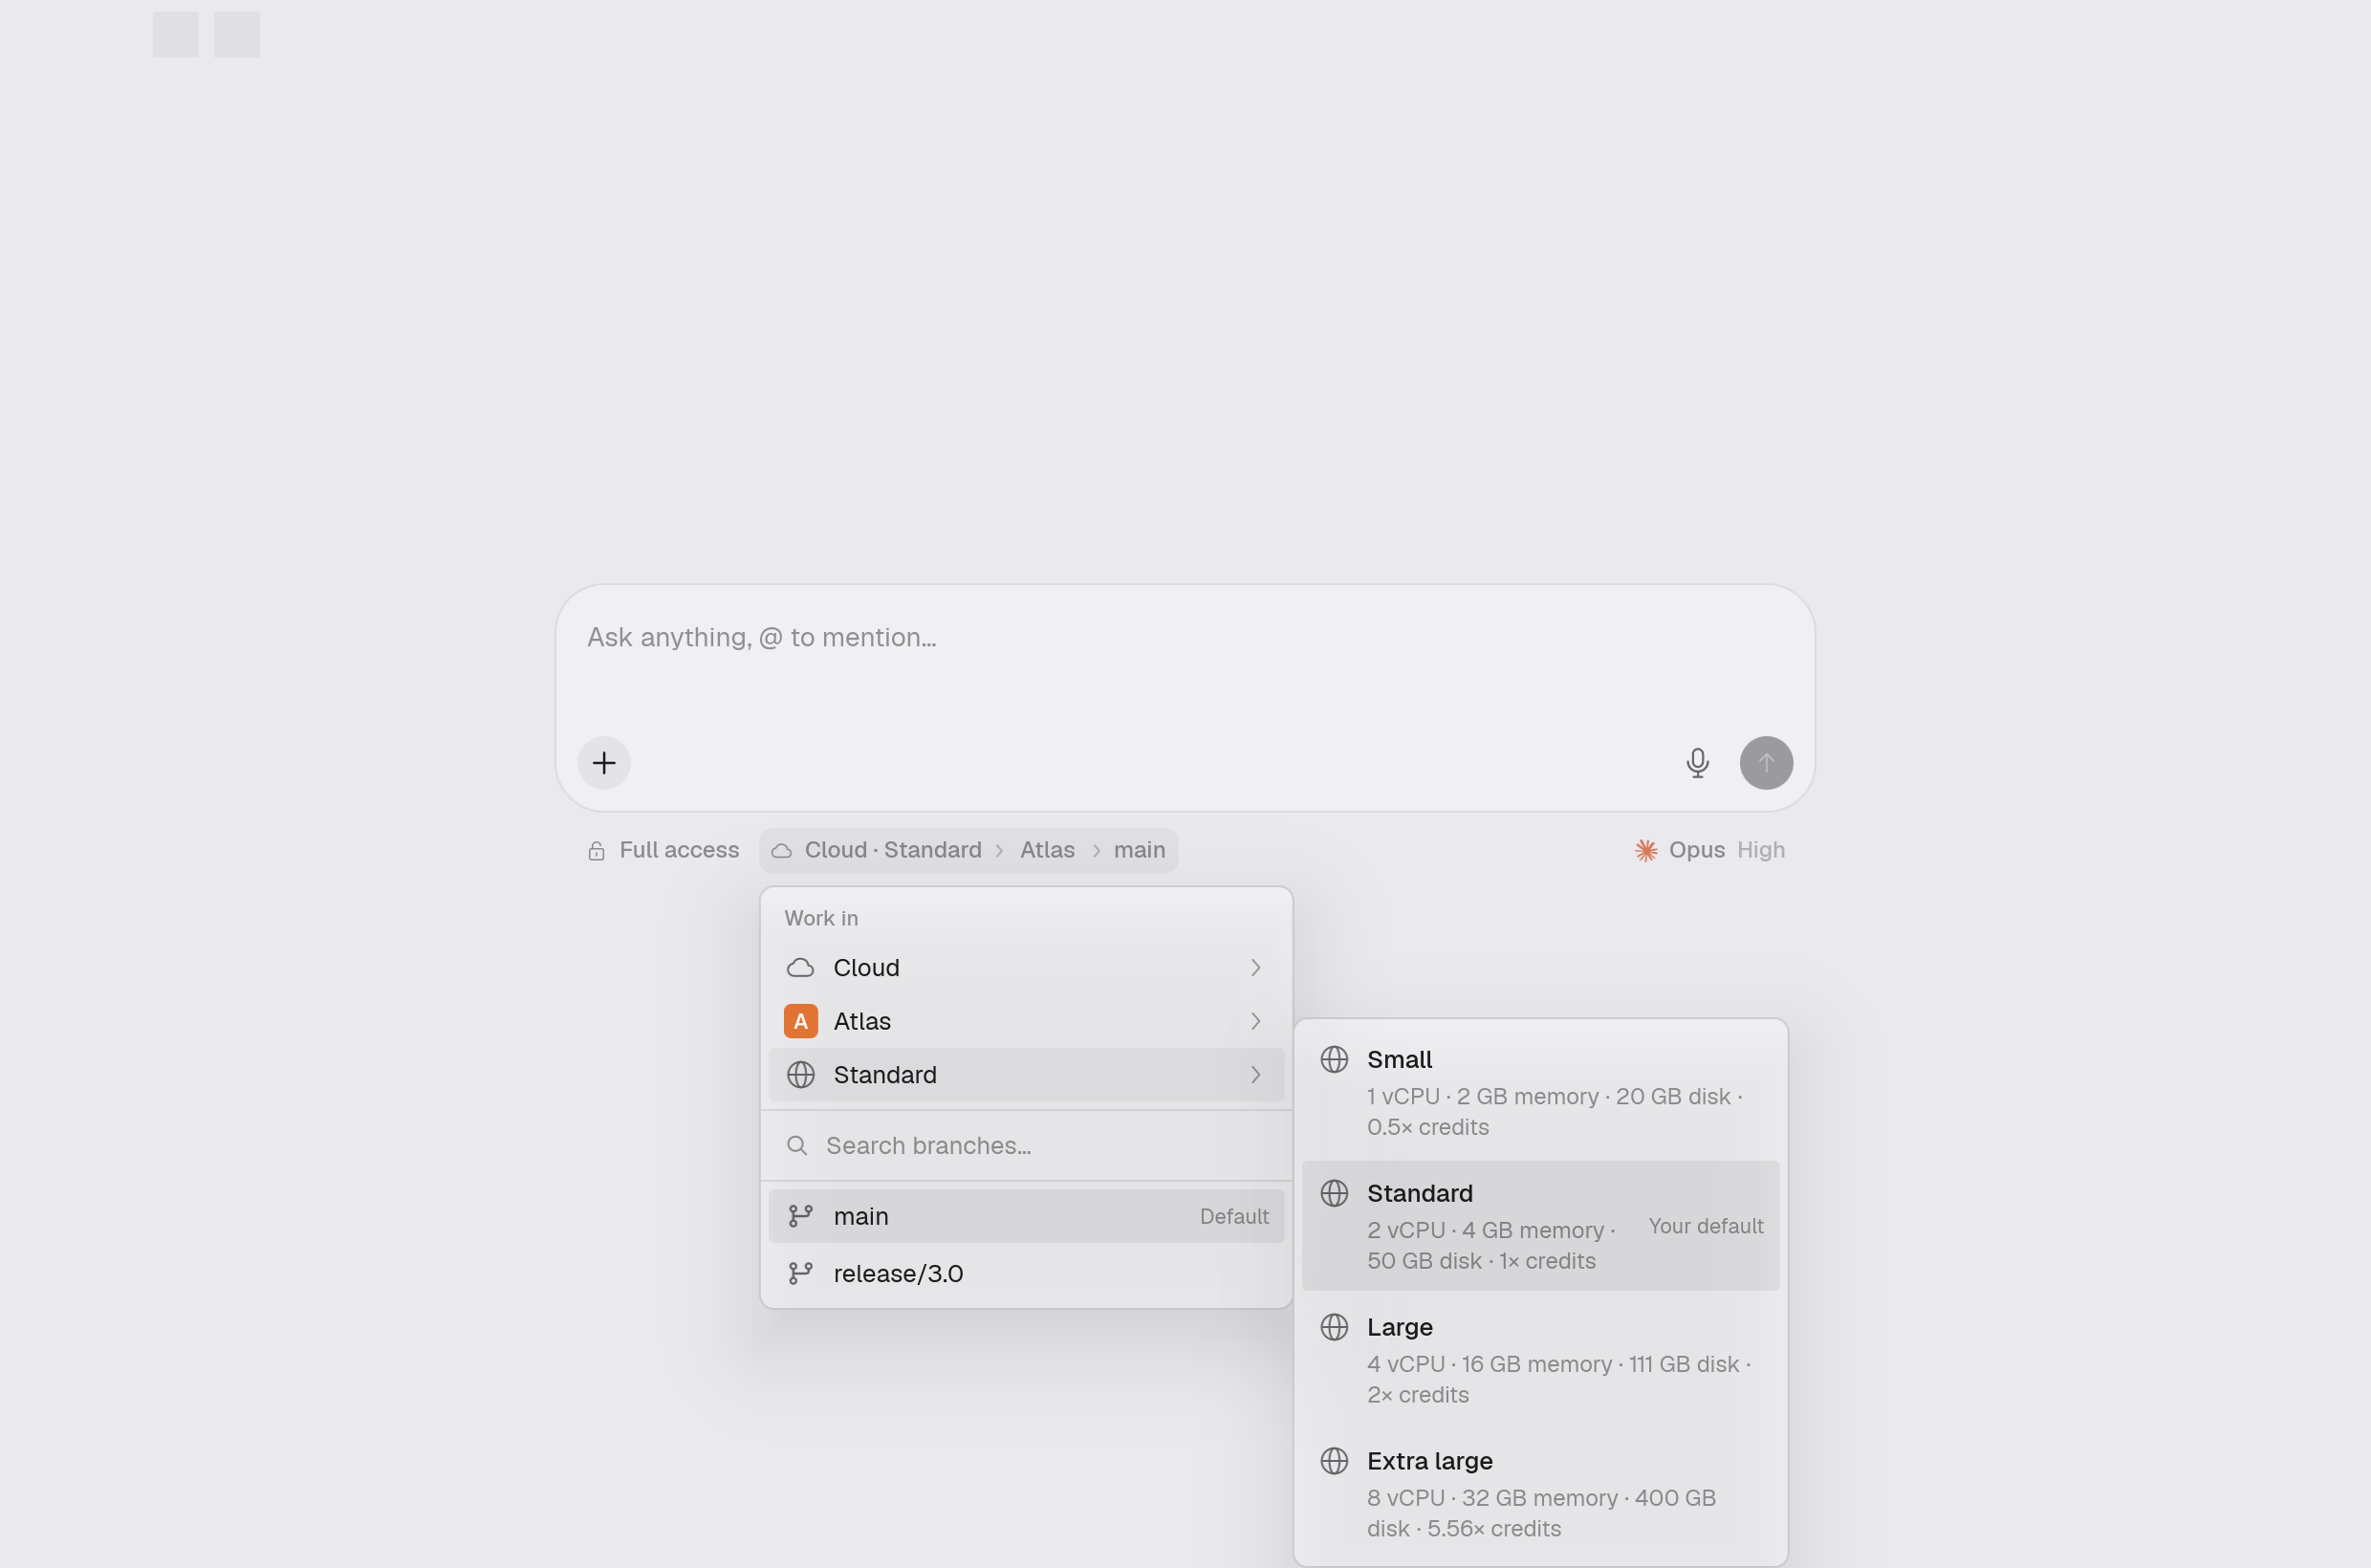 Ask anything, @ to mention…
Full access
Cloud · Standard > Atlas > main
Opus High
Work in
Cloud
A Atlas
Standard
Search branches…
main Default
release/3.0
Small
1 vCPU · 2 GB memory · 20 GB disk ·
0.5× credits
Standard
2 vCPU · 4 GB memory ·
50 GB disk · 1× credits
Your default
Large
4 vCPU · 16 GB memory · 111 GB disk ·
2× credits
Extra large
8 vCPU · 32 GB memory · 400 GB
disk · 5.56× credits